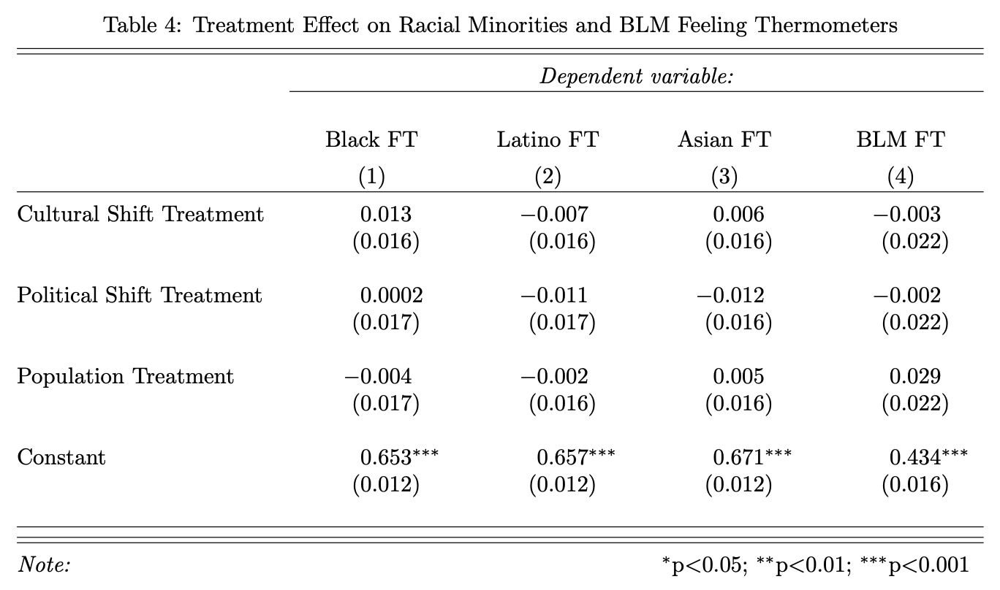 Table 4: Treatment Effect on Racial Minorities and BLM Feeling Thermometers
Dependent variable:
Black FT Latino FT Asian FT BLM FT
(1) (2) (3) (4)
Cultural Shift Treatment 0.013 −0.007 0.006 −0.003
(0.016) (0.016) (0.016) (0.022)
Political Shift Treatment 0.0002 −0.011 −0.012 −0.002
(0.017) (0.017) (0.016) (0.022)
Population Treatment −0.004 −0.002 0.005 0.029
(0.017) (0.016) (0.016) (0.022)
Constant 0.653*** 0.657*** 0.671*** 0.434***
(0.012) (0.012) (0.012) (0.016)
Note: *p<0.05; **p<0.01; ***p<0.001